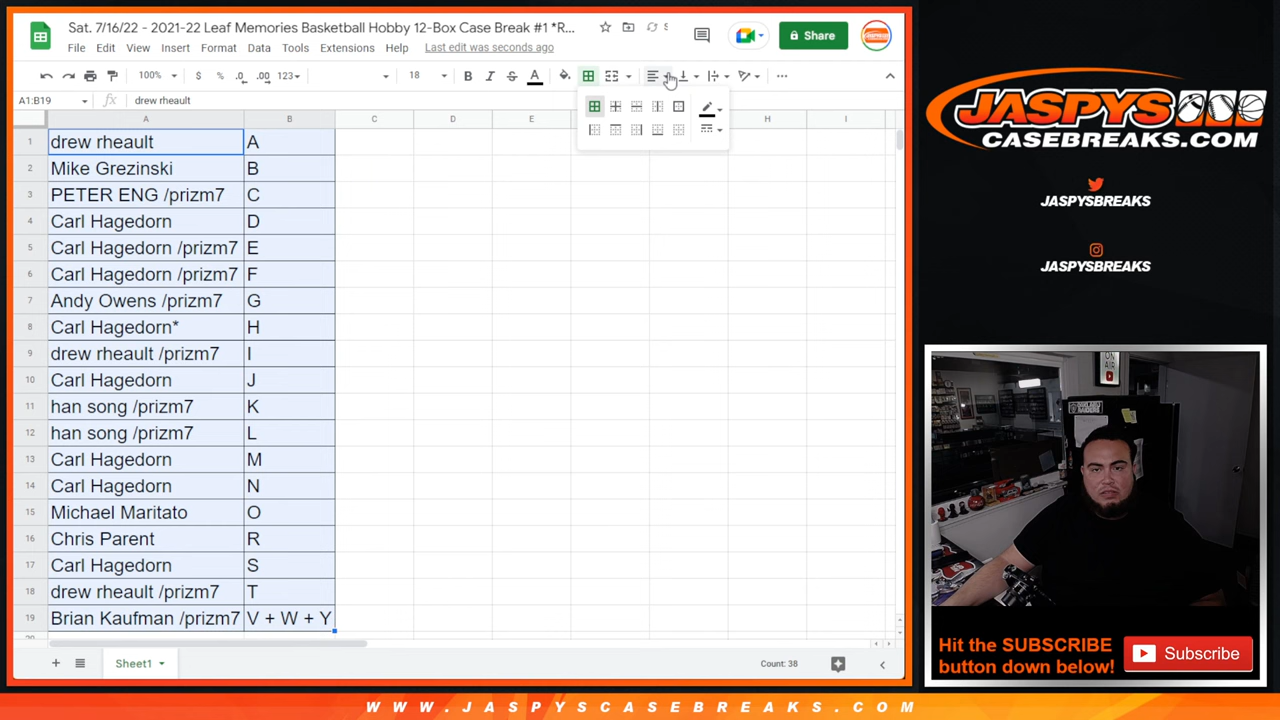 Sat. 7/16/22 - 2021-22 Leaf Memories Basketball Hobby 12-Box Case Break #1 *R...
File Edit View Insert Format Data Tools Extensions Help Last edit was seconds ago
Share
100% $ % .0 .00 123 18 B I S A
A1:B19 fx drew rheault
A B C D E H I
1 drew rheault A
2 Mike Grezinski B
3 PETER ENG /prizm7 C
4 Carl Hagedorn D
5 Carl Hagedorn /prizm7 E
6 Carl Hagedorn /prizm7 F
7 Andy Owens /prizm7 G
8 Carl Hagedorn* H
9 drew rheault /prizm7 I
10 Carl Hagedorn J
11 han song /prizm7 K
12 han song /prizm7 L
13 Carl Hagedorn M
14 Carl Hagedorn N
15 Michael Maritato O
16 Chris Parent R
17 Carl Hagedorn S
18 drew rheault /prizm7 T
19 Brian Kaufman /prizm7 V + W + Y
Sheet1
Count: 38
JASPYS
CASEBREAKS.COM
JASPYSBREAKS
JASPYSBREAKS
ON AIR
Hit the SUBSCRIBE
button down below!
Subscribe
WWW.JASPYSCASEBREAKS.COM